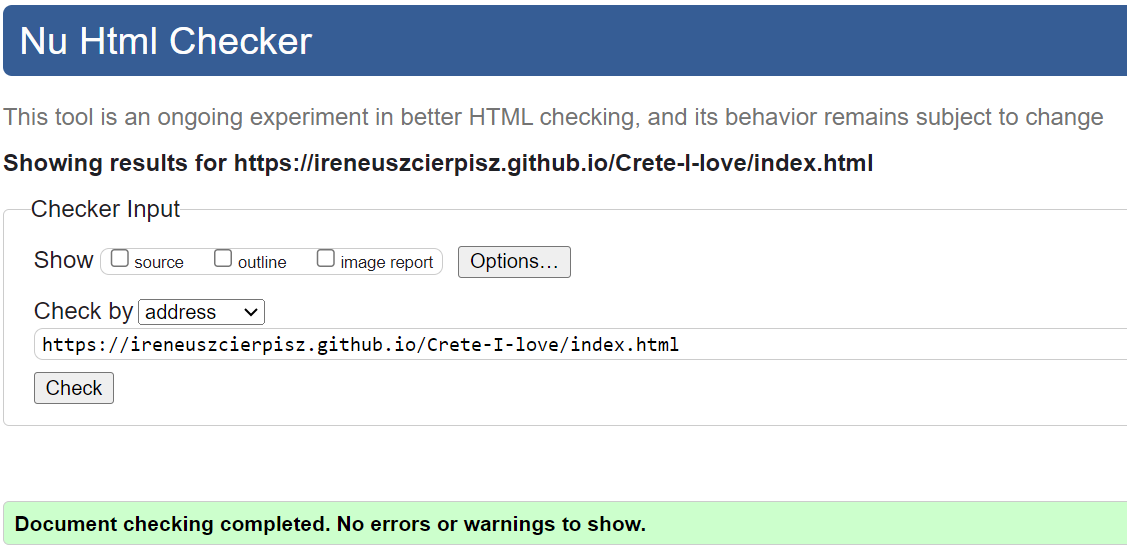 Nu Html Checker
This tool is an ongoing experiment in better HTML checking, and its behavior remains subject to change
Showing results for https://ireneuszcierpisz.github.io/Crete-I-love/index.html
Checker Input
Show source outline image report Options...
Check by address
https://ireneuszcierpisz.github.io/Crete-I-love/index.html
Check
Document checking completed. No errors or warnings to show.